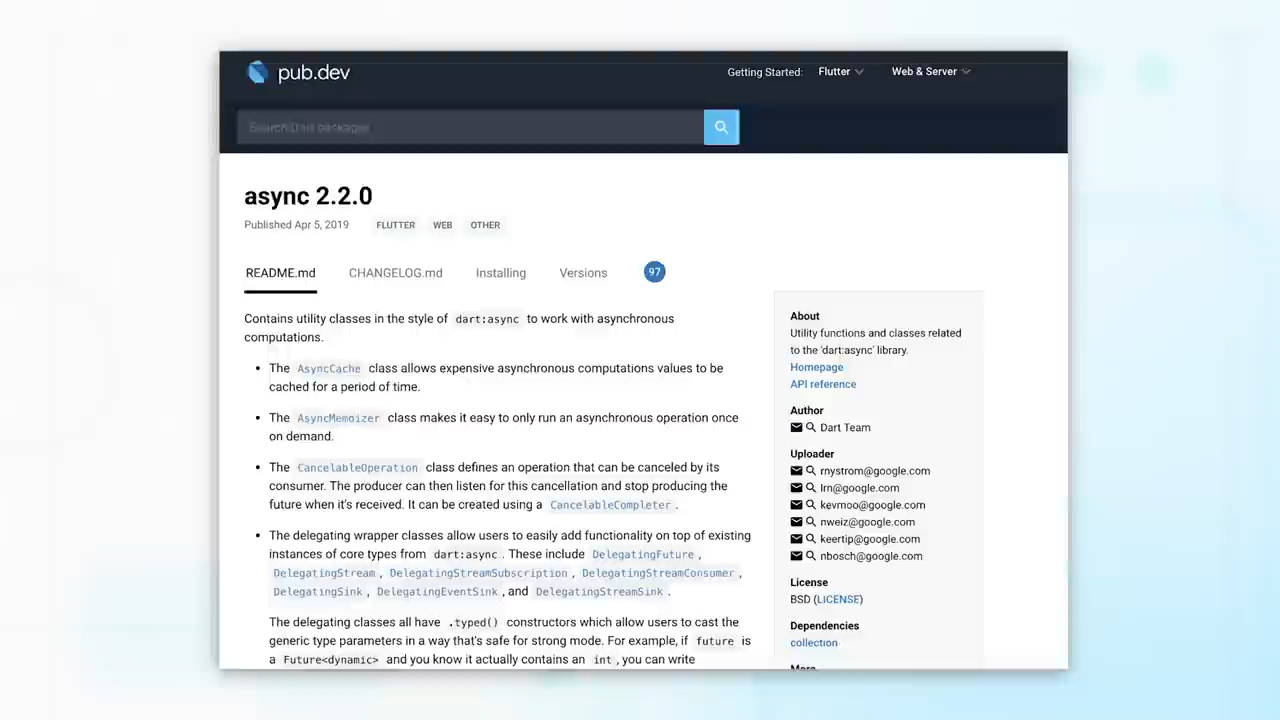 pub.dev
Getting Started: Flutter Web & Server
Search Dart packages
async 2.2.0
Published Apr 5, 2019 FLUTTER WEB OTHER
README.md CHANGELOG.md Installing Versions 97
Contains utility classes in the style of dart:async to work with asynchronous
computations.
• The AsyncCache class allows expensive asynchronous computations values to be
cached for a period of time.
• The AsyncMemoizer class makes it easy to only run an asynchronous operation once
on demand.
• The CancelableOperation class defines an operation that can be canceled by its
consumer. The producer can then listen for this cancellation and stop producing the
future when it's received. It can be created using a CancelableCompleter.
• The delegating wrapper classes allow users to easily add functionality on top of existing
instances of core types from dart:async. These include DelegatingFuture,
DelegatingStream, DelegatingStreamSubscription, DelegatingStreamConsumer,
DelegatingSink, DelegatingEventSink, and DelegatingStreamSink.
The delegating classes all have .typed() constructors which allow users to cast the
generic type parameters in a way that's safe for strong mode. For example, if future is
a Future<dynamic> and you know it actually contains an int, you can write
About
Utility functions and classes related
to the 'dart:async' library.
Homepage
API reference
Author
Dart Team
Uploader
rnystrom@google.com
lrn@google.com
kevmoo@google.com
nweiz@google.com
keertip@google.com
nbosch@google.com
License
BSD (LICENSE)
Dependencies
collection
More